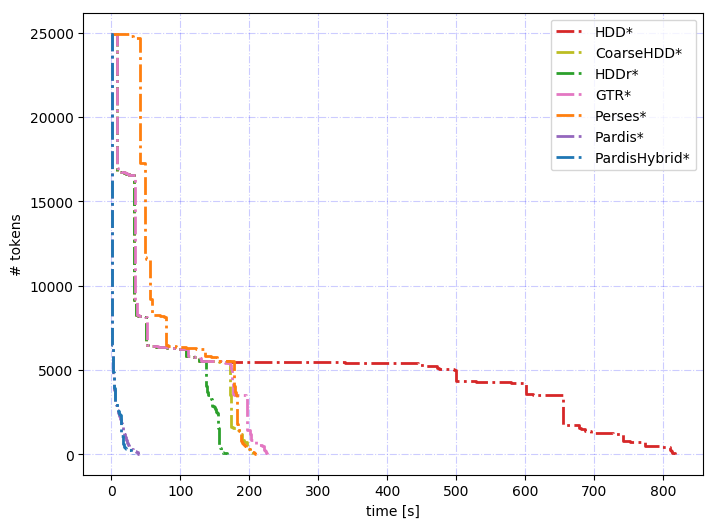 25000
20000
15000
10000
5000
0
# tokens
0 100 200 300 400 500 600 700 800
time [s]
HDD*
CoarseHDD*
HDDr*
GTR*
Perses*
Pardis*
PardisHybrid*